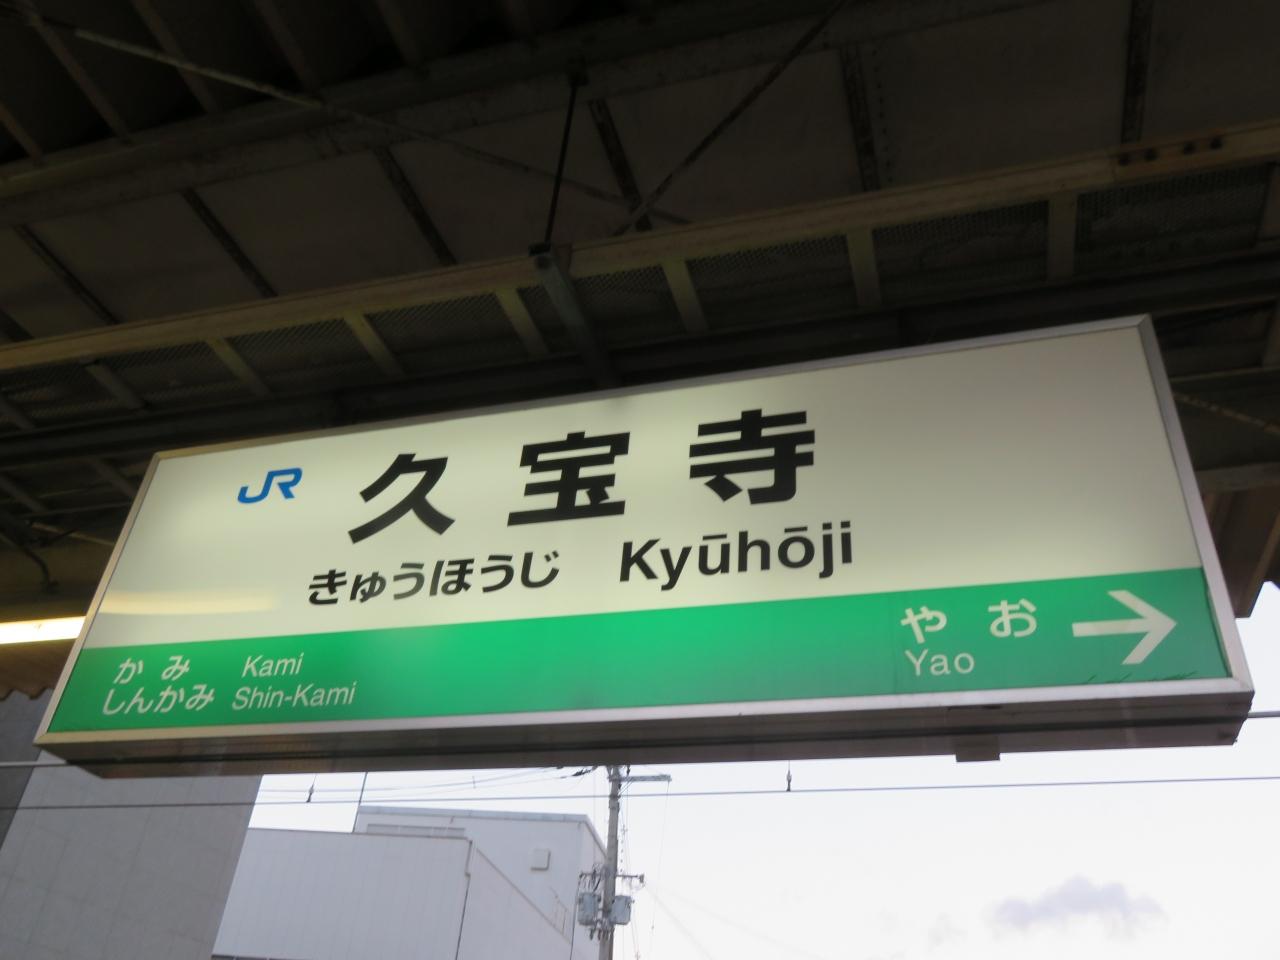 JR 久宝寺
きゅうほうじ Kyūhōji
かみ Kami
しんかみ Shin-Kami
やお
Yao